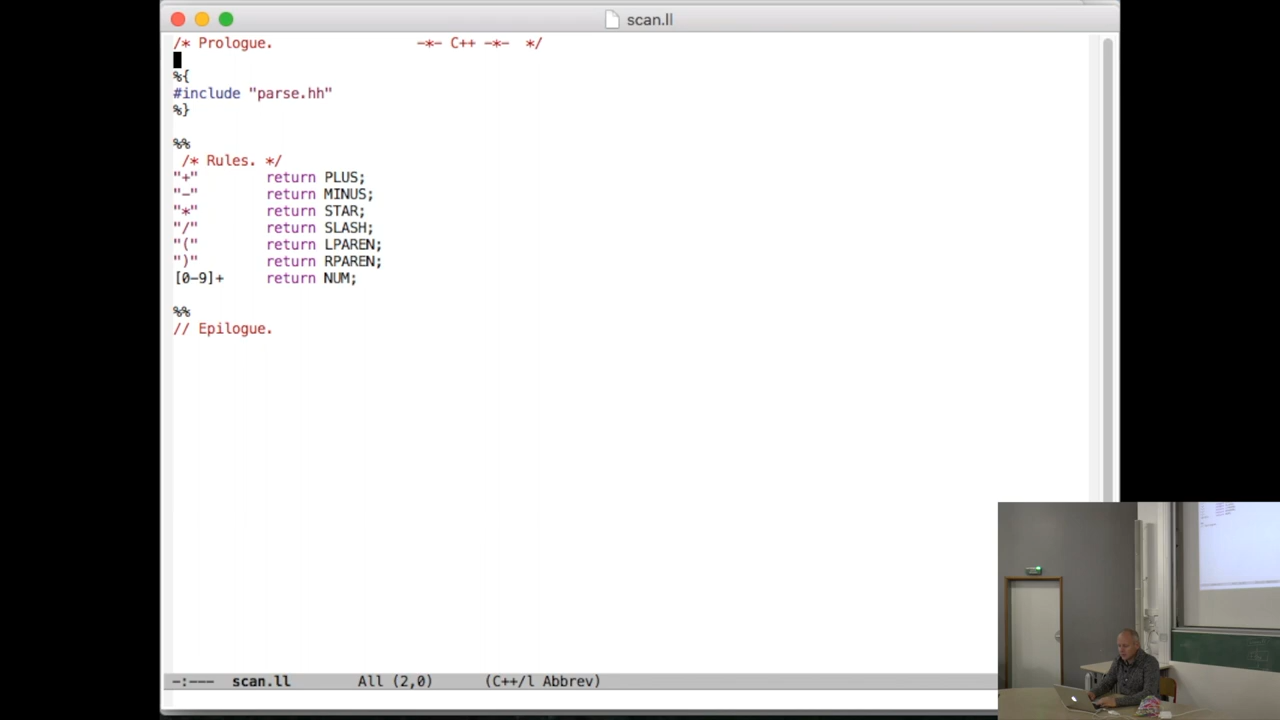 scan.ll
/* Prologue.                 -*- C++ -*-  */
%{
#include "parse.hh"
%}
%%
 /* Rules. */
"+"        return PLUS;
"-"        return MINUS;
"*"        return STAR;
"/"        return SLASH;
"("        return LPAREN;
")"        return RPAREN;
[0-9]+     return NUM;
%%
// Epilogue.
-:---  scan.ll        All (2,0)      (C++/l Abbrev)